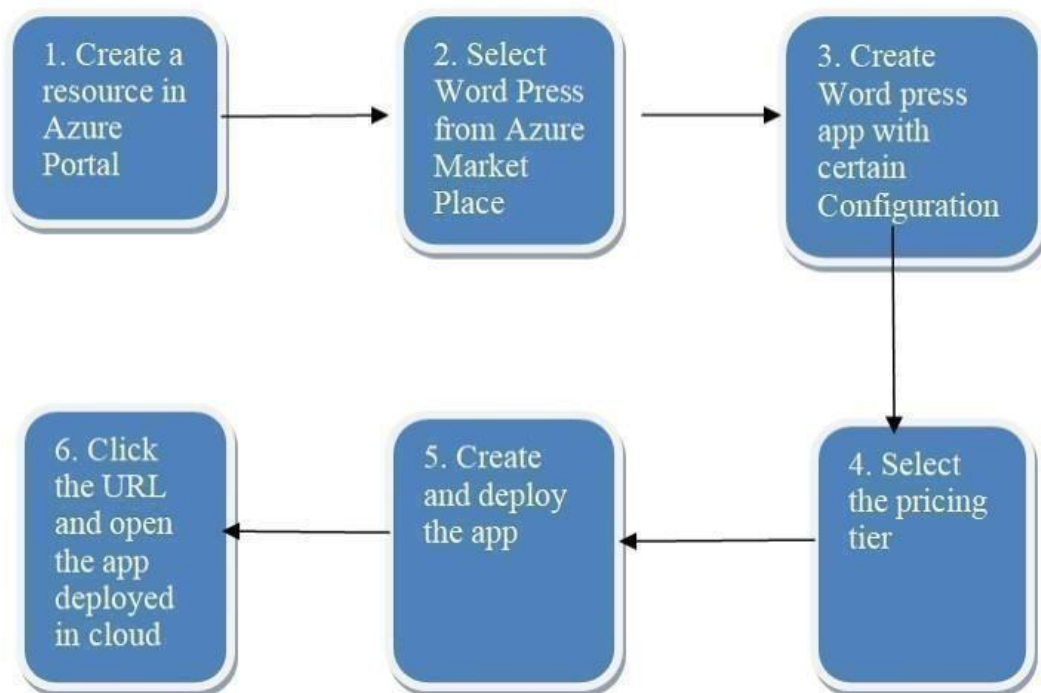 1. Create a
resource in
Azure
Portal
2. Select
Word Press
from Azure
Market
Place
3. Create
Word press
app with
certain
Configuration
4. Select
the pricing
tier
5. Create
and deploy
the app
6. Click
the URL
and open
the app
deployed
in cloud